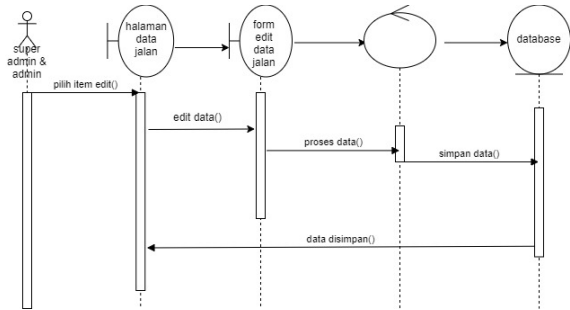 super
admin &
admin
halaman
data
jalan
form
edit
data
jalan
database
pilih item edit()
edit data()
proses data()
simpan data()
data disimpan()